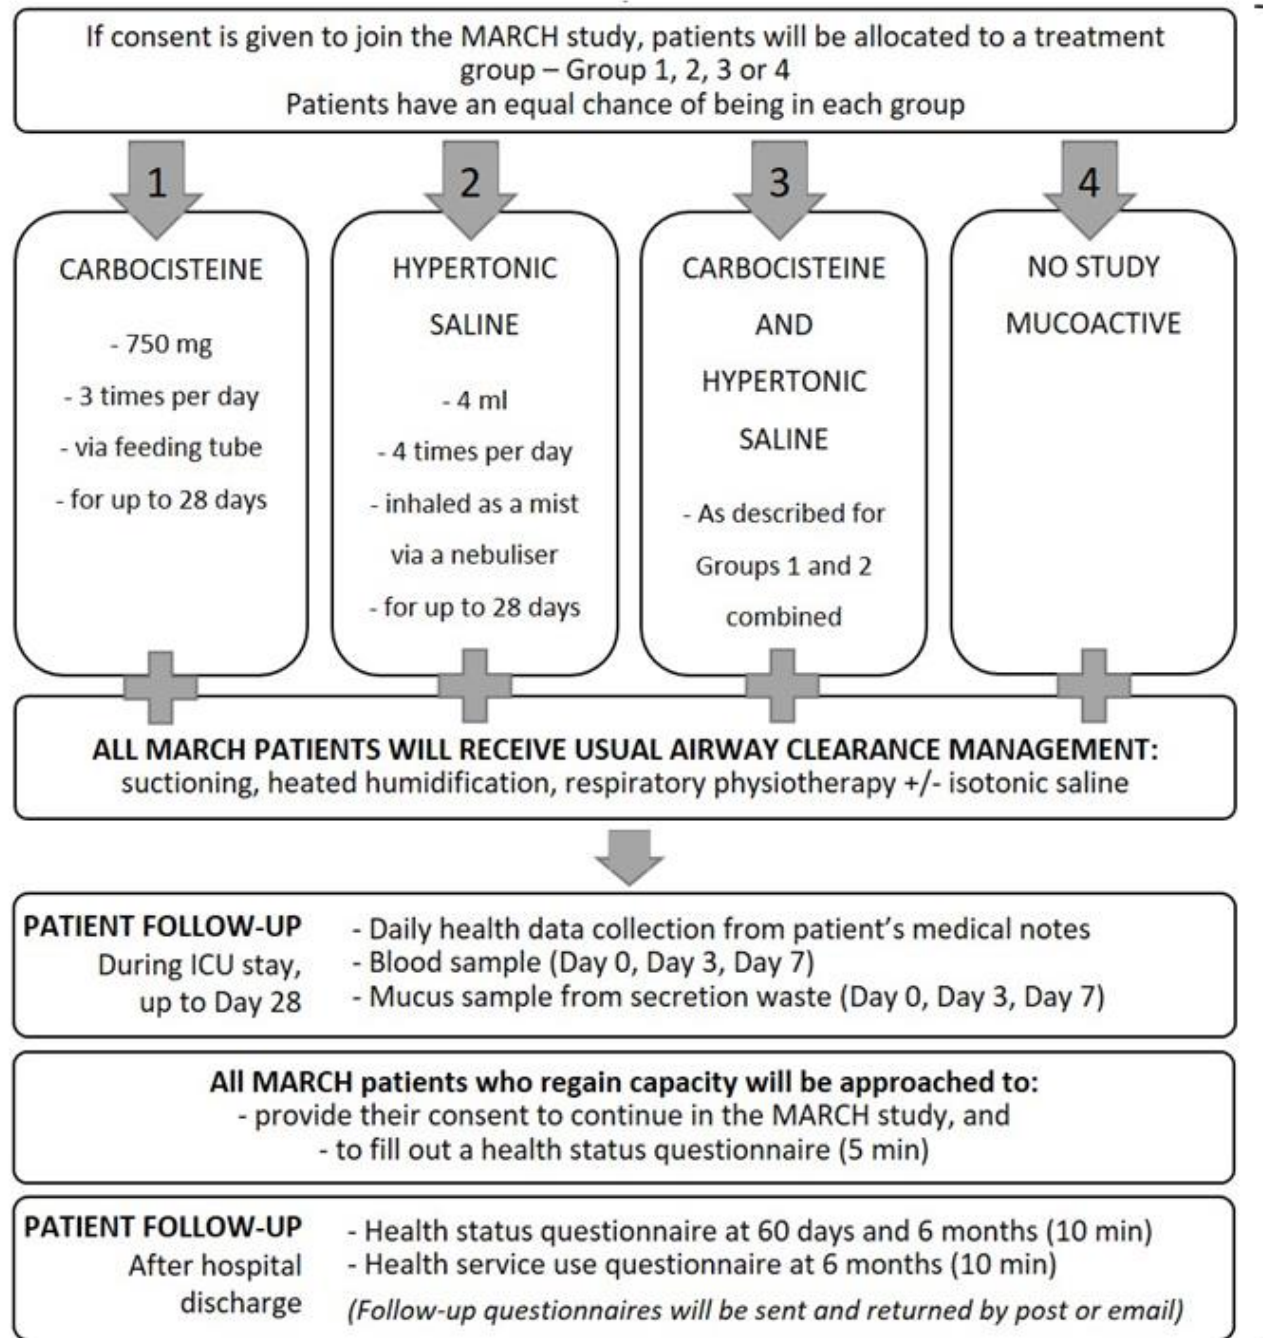 If consent is given to join the MARCH study, patients will be allocated to a treatment
group – Group 1, 2, 3 or 4
Patients have an equal chance of being in each group
1
CARBOCISTEINE
- 750 mg
- 3 times per day
- via feeding tube
- for up to 28 days
2
HYPERTONIC
SALINE
- 4 ml
- 4 times per day
- inhaled as a mist
via a nebuliser
- for up to 28 days
3
CARBOCISTEINE
AND
HYPERTONIC
SALINE
- As described for
Groups 1 and 2
combined
4
NO STUDY
MUCOACTIVE
ALL MARCH PATIENTS WILL RECEIVE USUAL AIRWAY CLEARANCE MANAGEMENT:
suctioning, heated humidification, respiratory physiotherapy +/- isotonic saline
PATIENT FOLLOW-UP
During ICU stay,
up to Day 28
- Daily health data collection from patient's medical notes
- Blood sample (Day 0, Day 3, Day 7)
- Mucus sample from secretion waste (Day 0, Day 3, Day 7)
All MARCH patients who regain capacity will be approached to:
- provide their consent to continue in the MARCH study, and
- to fill out a health status questionnaire (5 min)
PATIENT FOLLOW-UP
After hospital
discharge
- Health status questionnaire at 60 days and 6 months (10 min)
- Health service use questionnaire at 6 months (10 min)
(Follow-up questionnaires will be sent and returned by post or email)